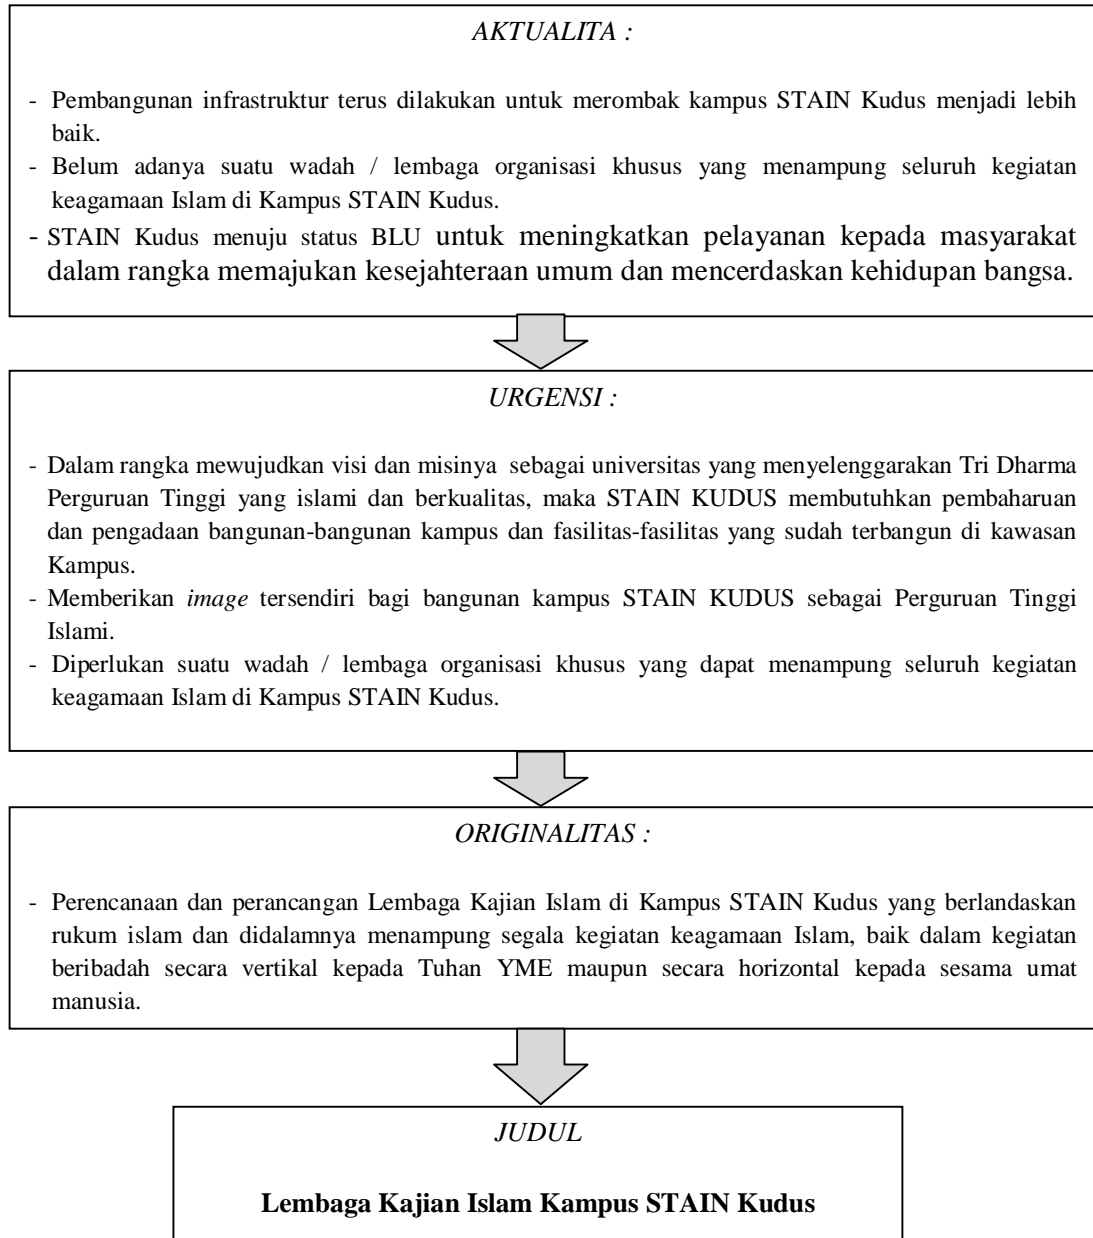 AKTUALITA :
- Pembangunan infrastruktur terus dilakukan untuk merombak kampus STAIN Kudus menjadi lebih
baik.
- Belum adanya suatu wadah / lembaga organisasi khusus yang menampung seluruh kegiatan
keagamaan Islam di Kampus STAIN Kudus.
- STAIN Kudus menuju status BLU untuk meningkatkan pelayanan kepada masyarakat
dalam rangka memajukan kesejahteraan umum dan mencerdaskan kehidupan bangsa.
URGENSI :
- Dalam rangka mewujudkan visi dan misinya sebagai universitas yang menyelenggarakan Tri Dharma
Perguruan Tinggi yang islami dan berkualitas, maka STAIN KUDUS membutuhkan pembaharuan
dan pengadaan bangunan-bangunan kampus dan fasilitas-fasilitas yang sudah terbangun di kawasan
Kampus.
- Memberikan image tersendiri bagi bangunan kampus STAIN KUDUS sebagai Perguruan Tinggi
Islami.
- Diperlukan suatu wadah / lembaga organisasi khusus yang dapat menampung seluruh kegiatan
keagamaan Islam di Kampus STAIN Kudus.
ORIGINALITAS :
- Perencanaan dan perancangan Lembaga Kajian Islam di Kampus STAIN Kudus yang berlandaskan
rukum islam dan didalamnya menampung segala kegiatan keagamaan Islam, baik dalam kegiatan
beribadah secara vertikal kepada Tuhan YME maupun secara horizontal kepada sesama umat
manusia.
JUDUL
Lembaga Kajian Islam Kampus STAIN Kudus